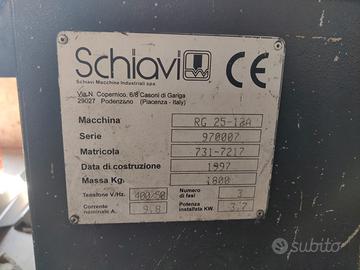 Schiavi
Schiavi Macchine Industriali spa
CE
Via N. Copernico, 6/8 Casoni di Gariga
29027 Podenzano (Piacenza - Italy)
Macchina RG 25-12A
Serie 970007
Matricola 731-7217
Data di costruzione 1997
Massa Kg. 1800
Tensione V/Hz. 400/50 Numero di fasi 3
Corrente nominale A. 9.8 Potenza installata KW. 3.7
subito